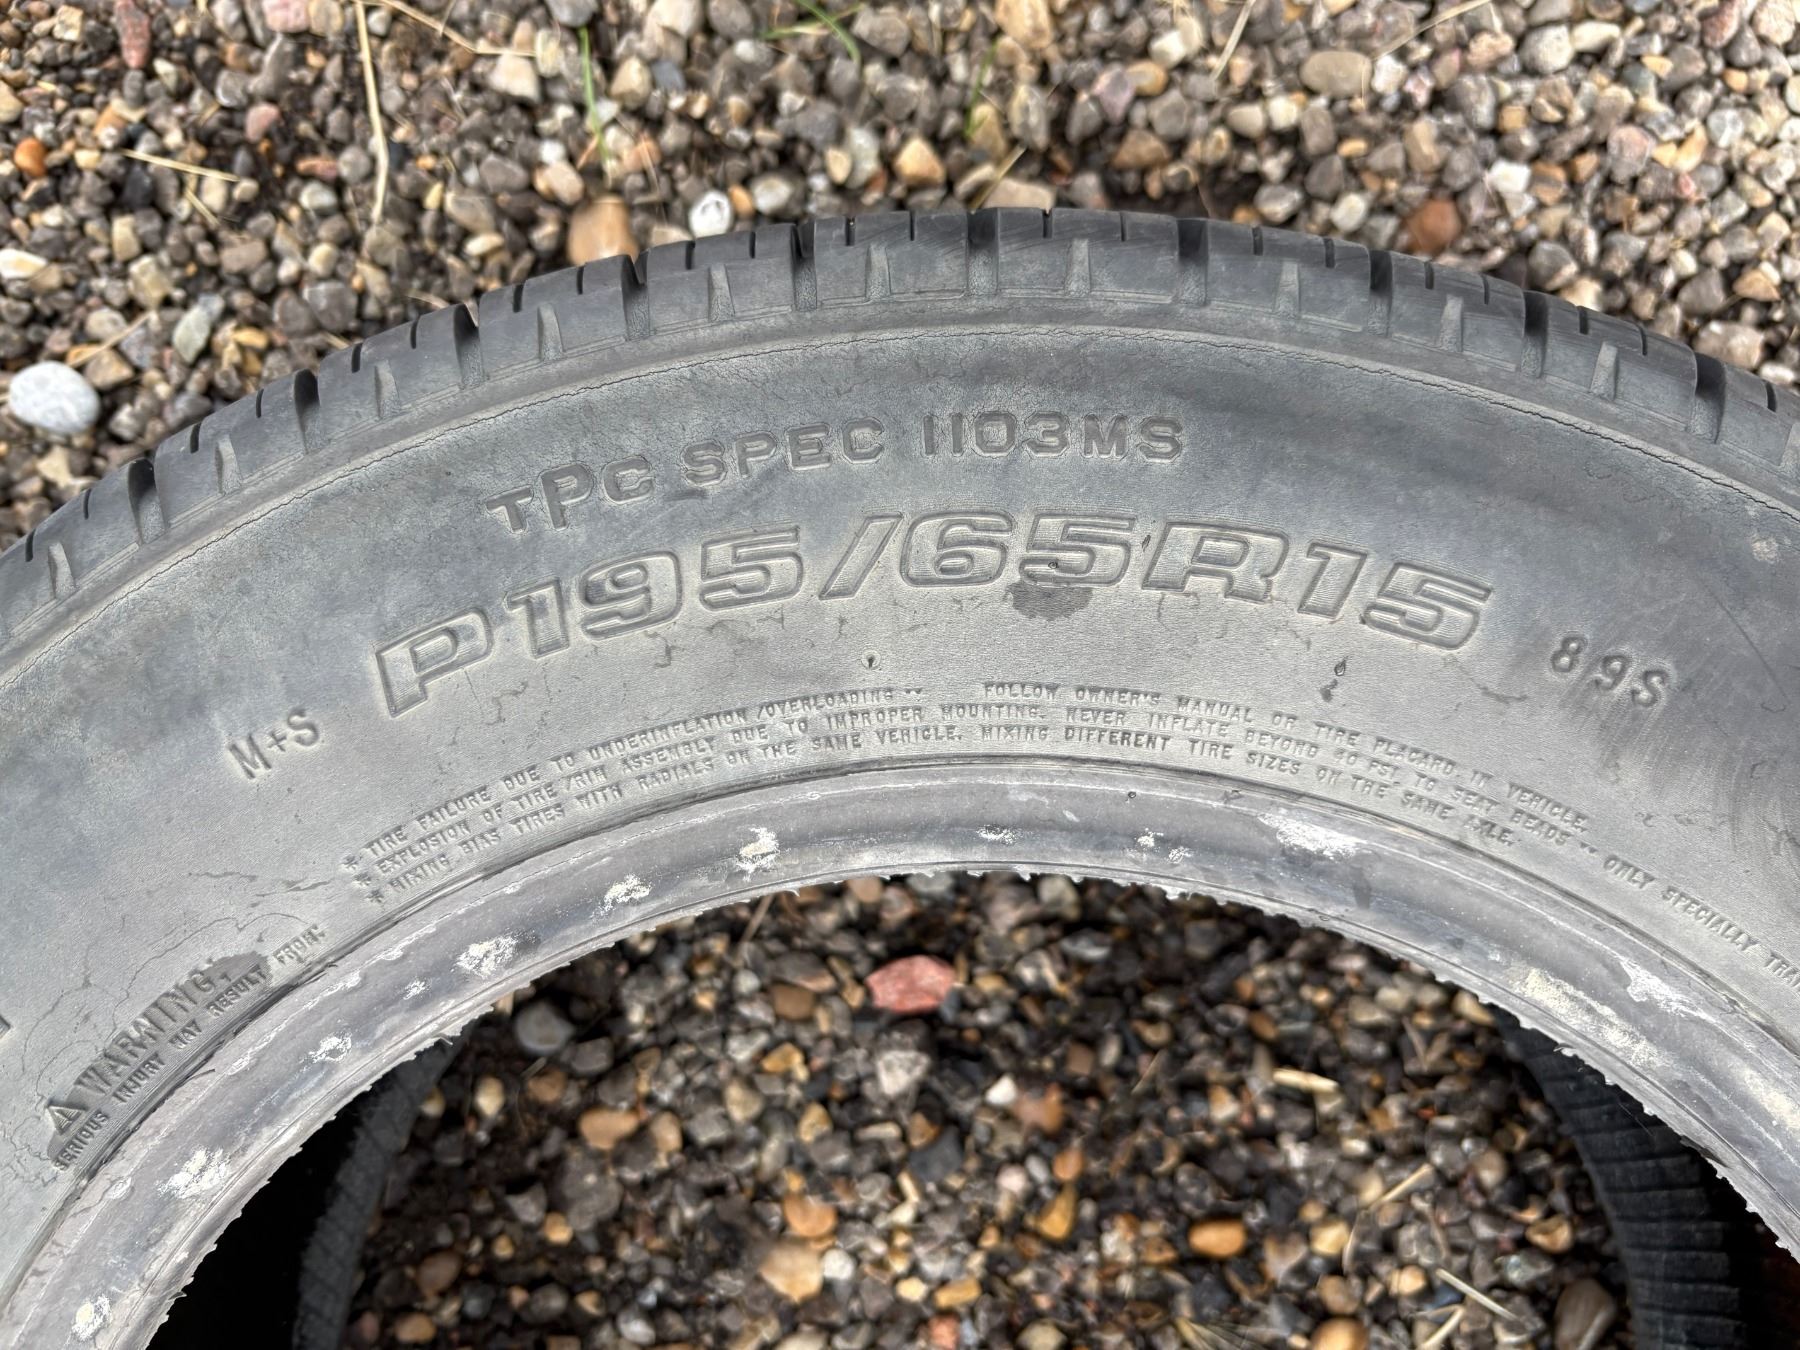 TPC SPEC 1103MS
P195/65R15
89S
M+S
WARNING:
SERIOUS INJURY MAY RESULT FROM:
* TIRE FAILURE DUE TO UNDERINFLATION/OVERLOADING -- FOLLOW OWNER'S MANUAL OR TIRE PLACARD IN VEHICLE.
* EXPLOSION OF TIRE/RIM ASSEMBLY DUE TO IMPROPER MOUNTING. NEVER INFLATE BEYOND 40 PSI. TO SEAT BEADS -- ONLY SPECIALLY
* MIXING BIAS TIRES WITH RADIALS ON THE SAME VEHICLE. MIXING DIFFERENT TIRE SIZES ON THE SAME AXLE.